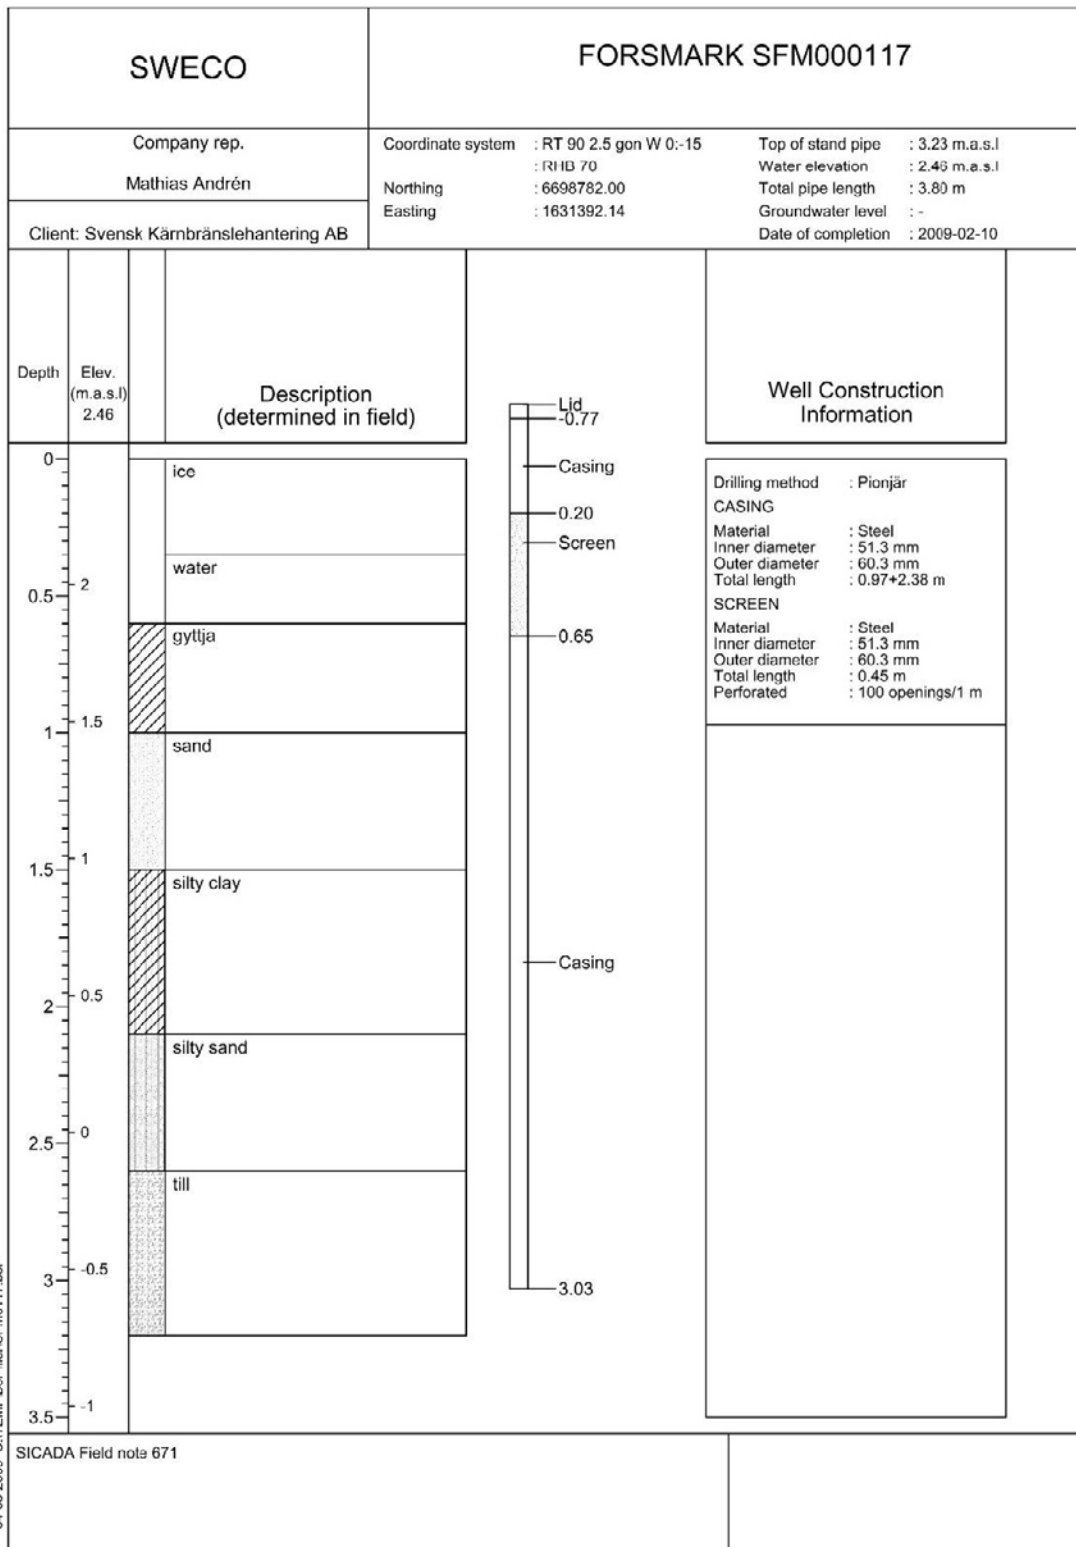 SWECO
FORSMARK SFM000117
Company rep.
Mathias Andrén
Client: Svensk Kärnbränslehantering AB
Coordinate system : RT 90 2.5 gon W 0:-15
: RHB 70
Northing : 6698782.00
Easting : 1631392.14
Top of stand pipe : 3.23 m.a.s.l
Water elevation : 2.46 m.a.s.l
Total pipe length : 3.80 m
Groundwater level : -
Date of completion : 2009-02-10
Depth
Elev.
(m.a.s.l)
2.46
Description
(determined in field)
Lid
-0.77
Casing
0.20
Screen
0.65
Casing
3.03
Well Construction
Information
0
0.5
1
1.5
2
2.5
3
3.5
2
1.5
1
0.5
0
-0.5
-1
ice
water
gyttja
sand
silty clay
silty sand
till
Drilling method : Pionjär
CASING
Material : Steel
Inner diameter : 51.3 mm
Outer diameter : 60.3 mm
Total length : 0.97+2.38 m
SCREEN
Material : Steel
Inner diameter : 51.3 mm
Outer diameter : 60.3 mm
Total length : 0.45 m
Perforated : 100 openings/1 m
SICADA Field note 671